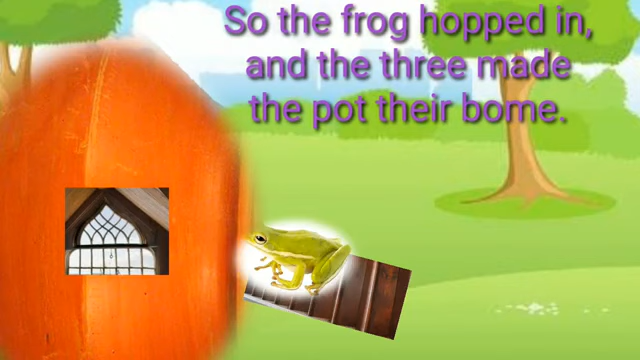 So the frog hopped in,
and the three made
the pot their bome.